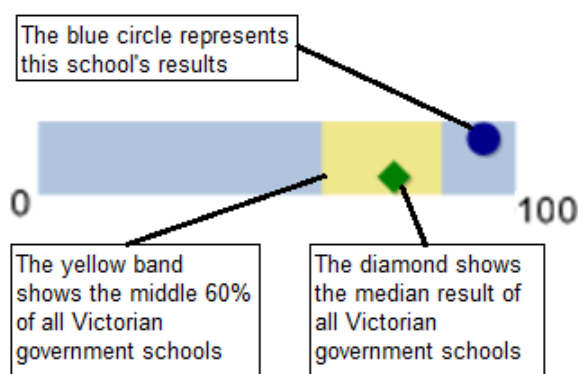 The blue circle represents
this school's results
0
100
The yellow band
shows the middle 60%
of all Victorian
government schools
The diamond shows
the median result of
all Victorian
government schools